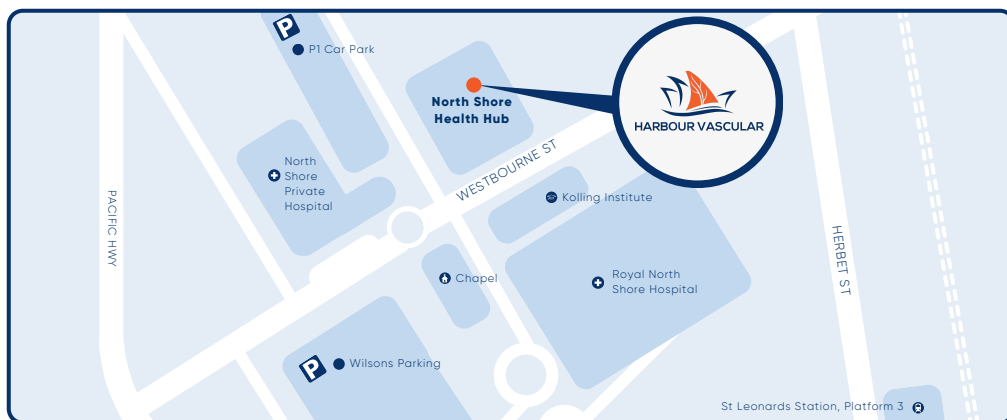 P
P1 Car Park
North Shore
Health Hub
HARBOUR VASCULAR
WESTBOURNE ST
North
Shore
Private
Hospital
Kolling Institute
PACIFIC HWY
HERBET ST
Chapel
Royal North
Shore Hospital
P
Wilsons Parking
St Leonards Station, Platform 3